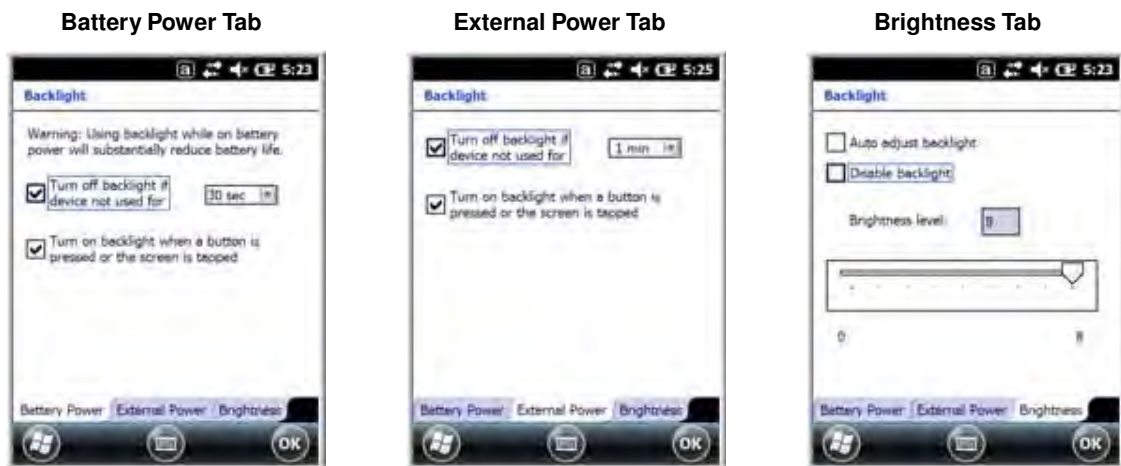 Battery Power Tab
External Power Tab
Brightness Tab
a 5:23
Backlight
Warning: Using backlight while on battery
power will substantially reduce battery life.
Turn off backlight if
device not used for
30 sec
Turn on backlight when a button is
pressed or the screen is tapped
Battery Power External Power Brightness
OK
a 5:25
Backlight
Turn off backlight if
device not used for
1 min
Turn on backlight when a button is
pressed or the screen is tapped
Battery Power External Power Brightness
OK
a 5:23
Backlight
Auto adjust backlight
Disable backlight
Brightness level:
0 8
Battery Power External Power Brightness
OK